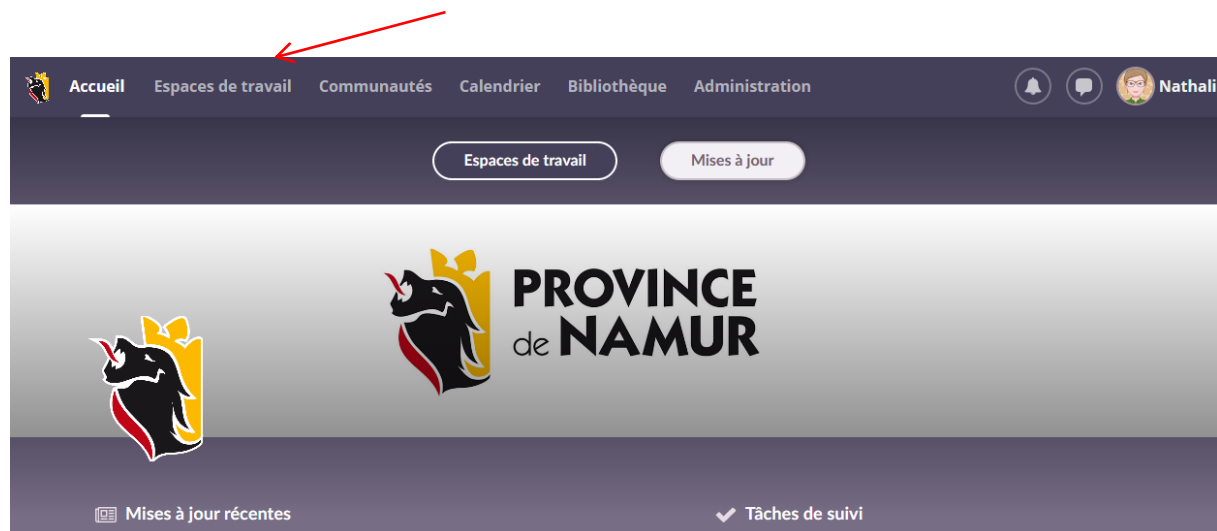 Accueil Espaces de travail Communautés Calendrier Bibliothèque Administration Nathali
Espaces de travail Mises à jour
PROVINCE
de NAMUR
Mises à jour récentes Tâches de suivi